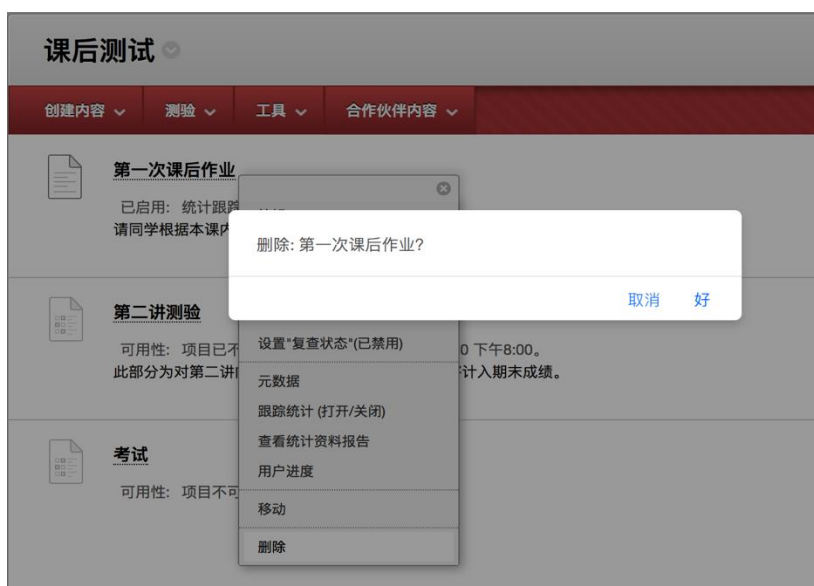 课后测试
创建内容 测验 工具 合作伙伴内容
第一次课后作业
已启用: 统计跟踪
请同学根据本课内
删除: 第一次课后作业?
取消 好
第二讲测验
设置"复查状态"(已禁用)
可用性: 项目已不 0 下午8:00。
此部分为对第二讲 计入期末成绩。
元数据
跟踪统计 (打开/关闭)
查看统计资料报告
考试
用户进度
可用性: 项目不可
移动
删除